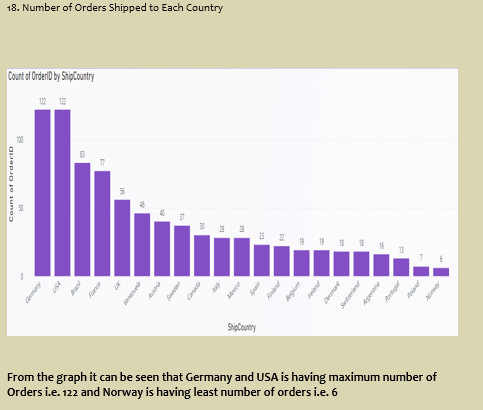 18. Number of Orders Shipped to Each Country
Count of OrderID by ShipCountry
122 122 83 77 56 46 40 37 30 28 28 23 22 19 19 18 18 16 13 7 6
100
50
0
Count of OrderID
Germany USA Brazil France UK Venezuela Austria Sweden Canada Italy Mexico Spain Finland Belgium Ireland Denmark Switzerland Argentina Portugal Poland Norway
ShipCountry
From the graph it can be seen that Germany and USA is having maximum number of
Orders i.e. 122 and Norway is having least number of orders i.e. 6